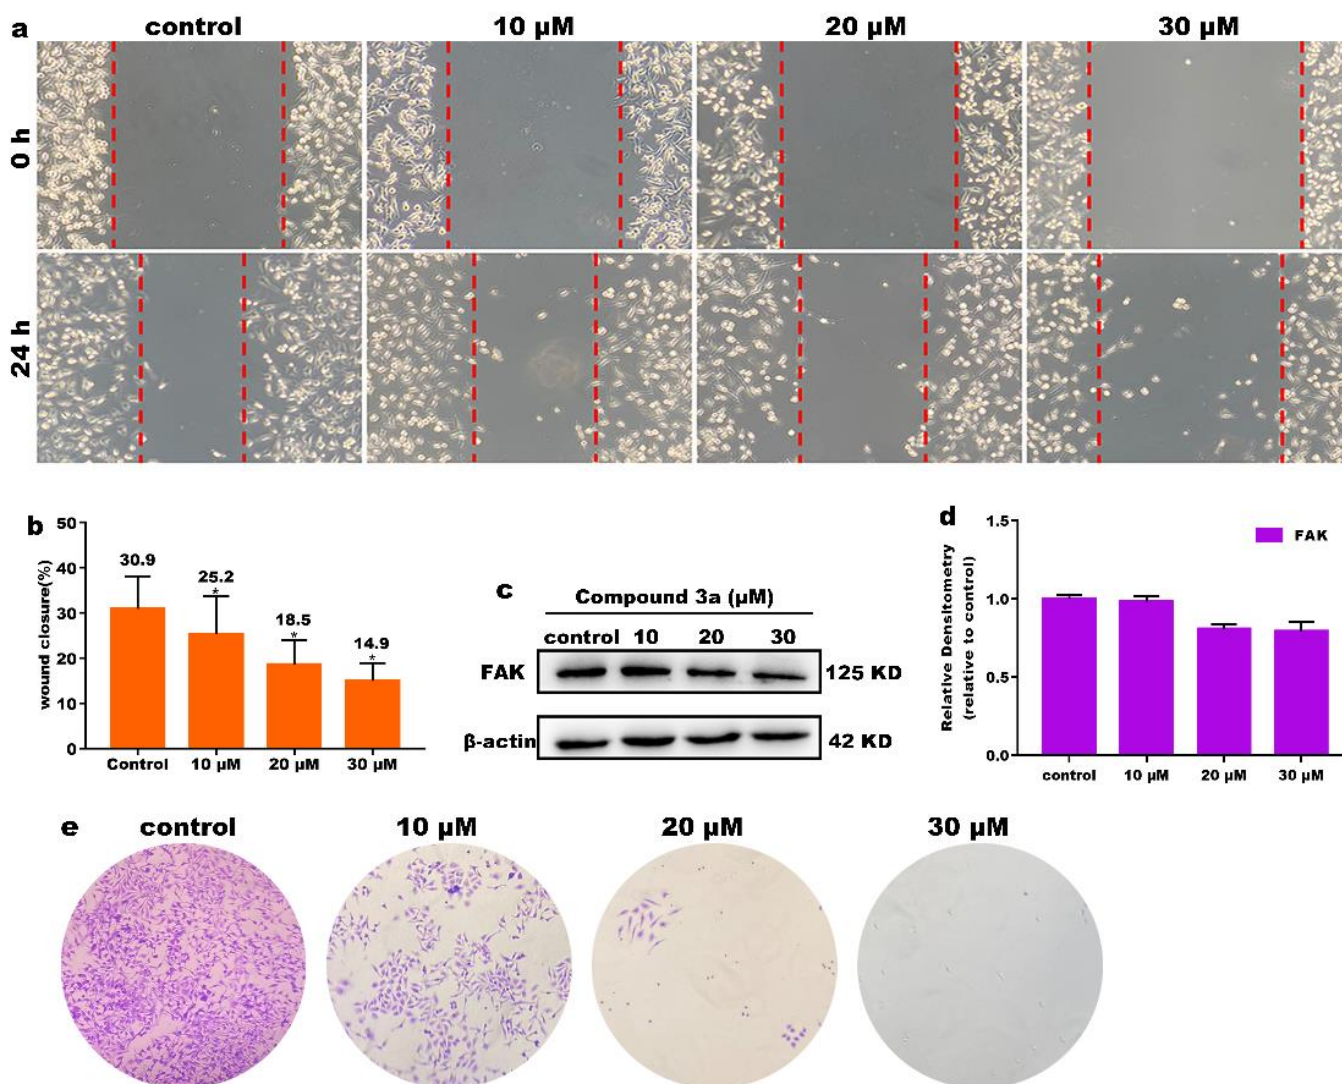 a
control 10 μM 20 μM 30 μM
0 h
24 h
b
wound closure(%)
50
40
30
20
10
0
30.9
25.2
*
18.5
*
14.9
*
Control 10 μM 20 μM 30 μM
c
Compound 3a (μM)
control 10 20 30
FAK 125 KD
β-actin 42 KD
d
Relative Densitometry
(relative to control)
1.5
1.0
0.5
0.0
FAK
control 10 μM 20 μM 30 μM
e
control 10 μM 20 μM 30 μM